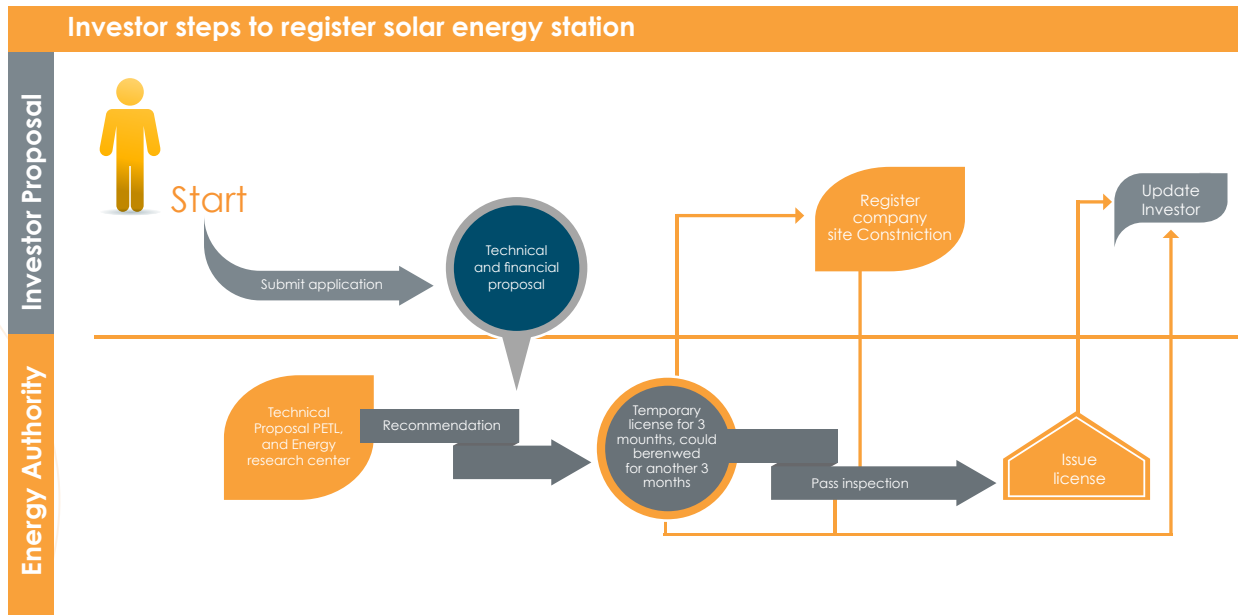 Investor steps to register solar energy station
Investor Proposal
Start
Submit application
Technical
and financial
proposal
Register
company
site Constniction
Update
Investor
Energy Authority
Technical
Proposal PETL,
and Energy
research center
Recommendation
Temporary
license for 3
mounths, could
berenwed
for another 3
months
Pass inspection
Issue
license